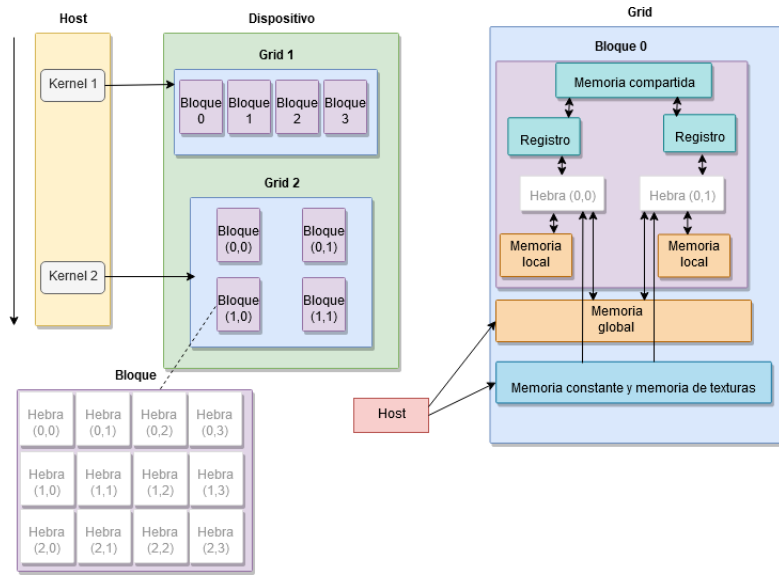 Host
Dispositivo
Kernel 1
Grid 1
Bloque
0
Bloque
1
Bloque
2
Bloque
3
Grid 2
Bloque
(0,0)
Bloque
(0,1)
Kernel 2
Bloque
(1,0)
Bloque
(1,1)
Bloque
Hebra
(0,0)
Hebra
(0,1)
Hebra
(0,2)
Hebra
(0,3)
Hebra
(1,0)
Hebra
(1,1)
Hebra
(1,2)
Hebra
(1,3)
Hebra
(2,0)
Hebra
(2,1)
Hebra
(2,2)
Hebra
(2,3)
Grid
Bloque 0
Memoria compartida
Registro
Registro
Hebra (0,0)
Hebra (0,1)
Memoria
local
Memoria
local
Memoria
global
Memoria constante y memoria de texturas
Host